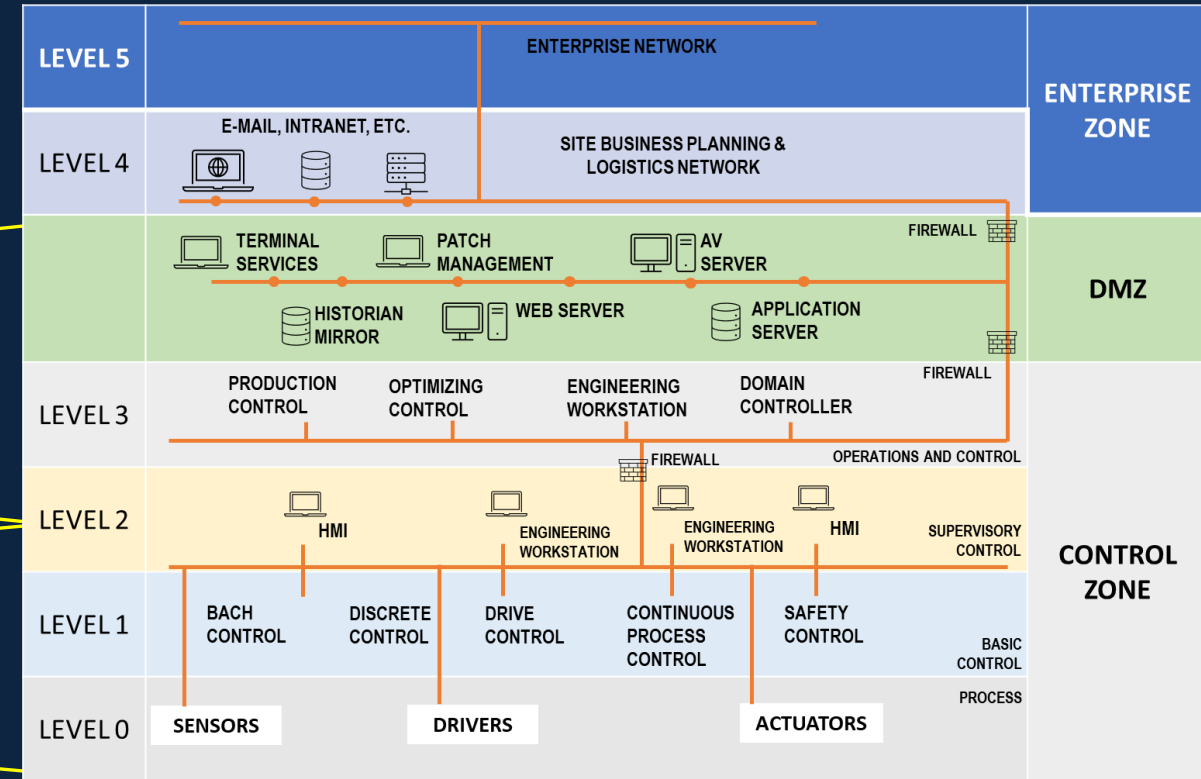 LEVEL 5
ENTERPRISE NETWORK
ENTERPRISE
ZONE
LEVEL 4
E-MAIL, INTRANET, ETC.
SITE BUSINESS PLANNING &
LOGISTICS NETWORK
FIREWALL
TERMINAL
SERVICES
PATCH
MANAGEMENT
AV
SERVER
HISTORIAN
MIRROR
WEB SERVER
APPLICATION
SERVER
DMZ
FIREWALL
LEVEL 3
PRODUCTION
CONTROL
OPTIMIZING
CONTROL
ENGINEERING
WORKSTATION
DOMAIN
CONTROLLER
OPERATIONS AND CONTROL
FIREWALL
LEVEL 2
HMI
ENGINEERING
WORKSTATION
ENGINEERING
WORKSTATION
HMI
SUPERVISORY
CONTROL
CONTROL
ZONE
LEVEL 1
BACH
CONTROL
DISCRETE
CONTROL
DRIVE
CONTROL
CONTINUOUS
PROCESS
CONTROL
SAFETY
CONTROL
BASIC
CONTROL
LEVEL 0
PROCESS
SENSORS
DRIVERS
ACTUATORS